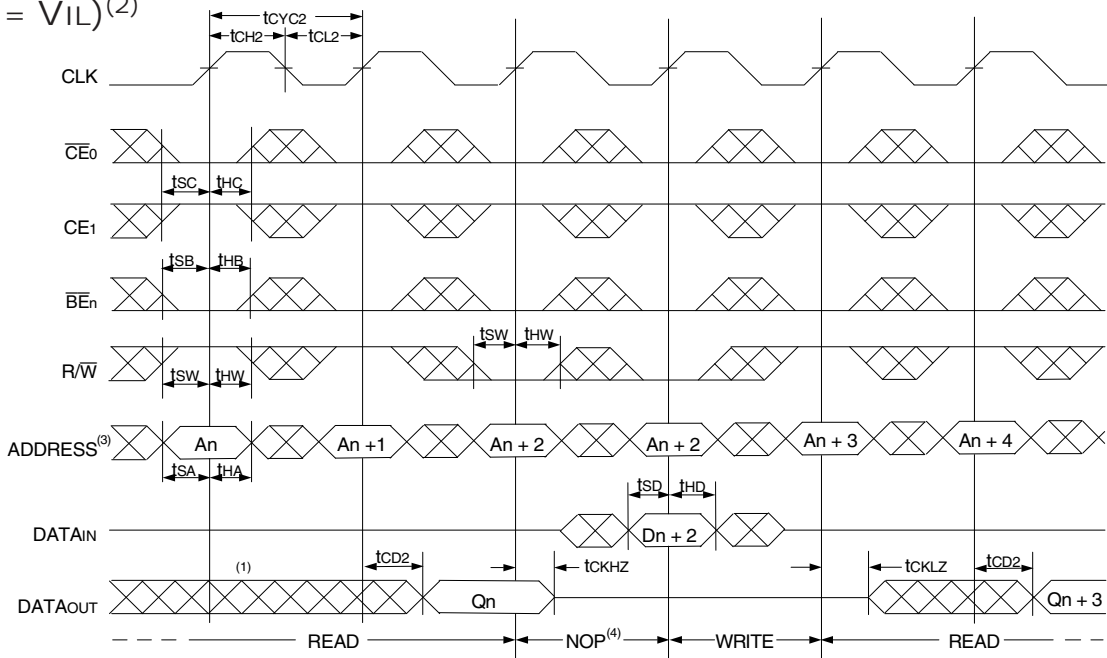 = VIL)(2)
tCYC2
tCH2 tCL2
CLK
CE0
tSC tHC
CE1
tSB tHB
BEn
tSW tHW
R/W
tSW tHW
ADDRESS(3) An An +1 An + 2 An + 2 An + 3 An + 4
tSA tHA
tSD tHD
DATAIN Dn + 2
(1) tCD2 tCKHZ tCKLZ tCD2
DATAOUT Qn Qn + 3
READ NOP(4) WRITE READ